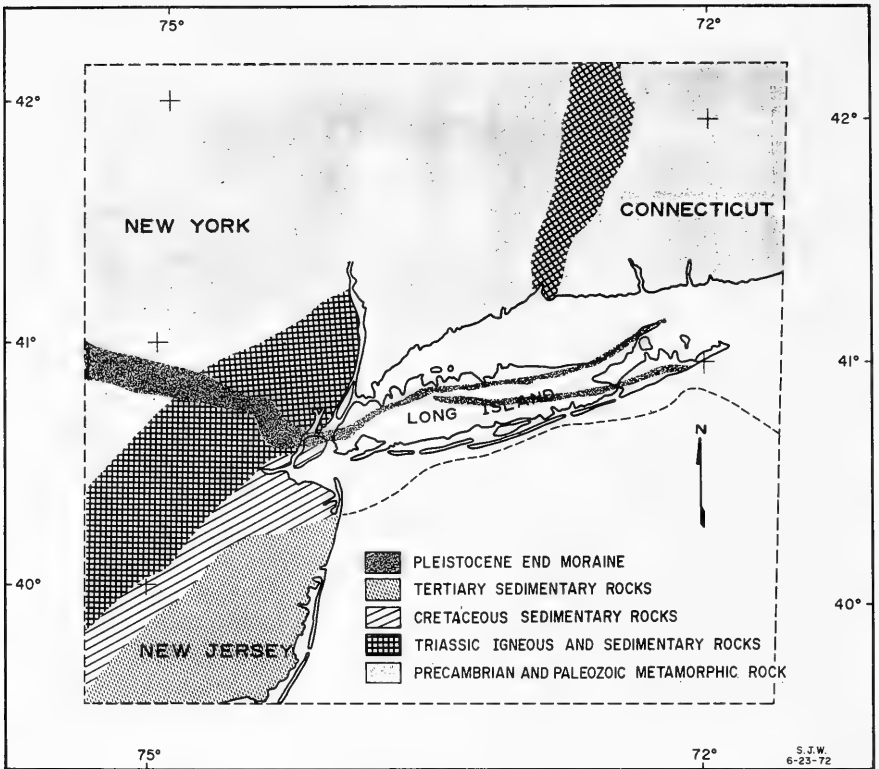 75° 72°
42° 42°
NEW YORK
CONNECTICUT
41° 41°
LONG ISLAND
N
PLEISTOCENE END MORAINE
TERTIARY SEDIMENTARY ROCKS
40° 40°
CRETACEOUS SEDIMENTARY ROCKS
TRIASSIC IGNEOUS AND SEDIMENTARY ROCKS
NEW JERSEY
PRECAMBRIAN AND PALEOZOIC METAMORPHIC ROCK
75° 72°
S.J.W.
6-23-72